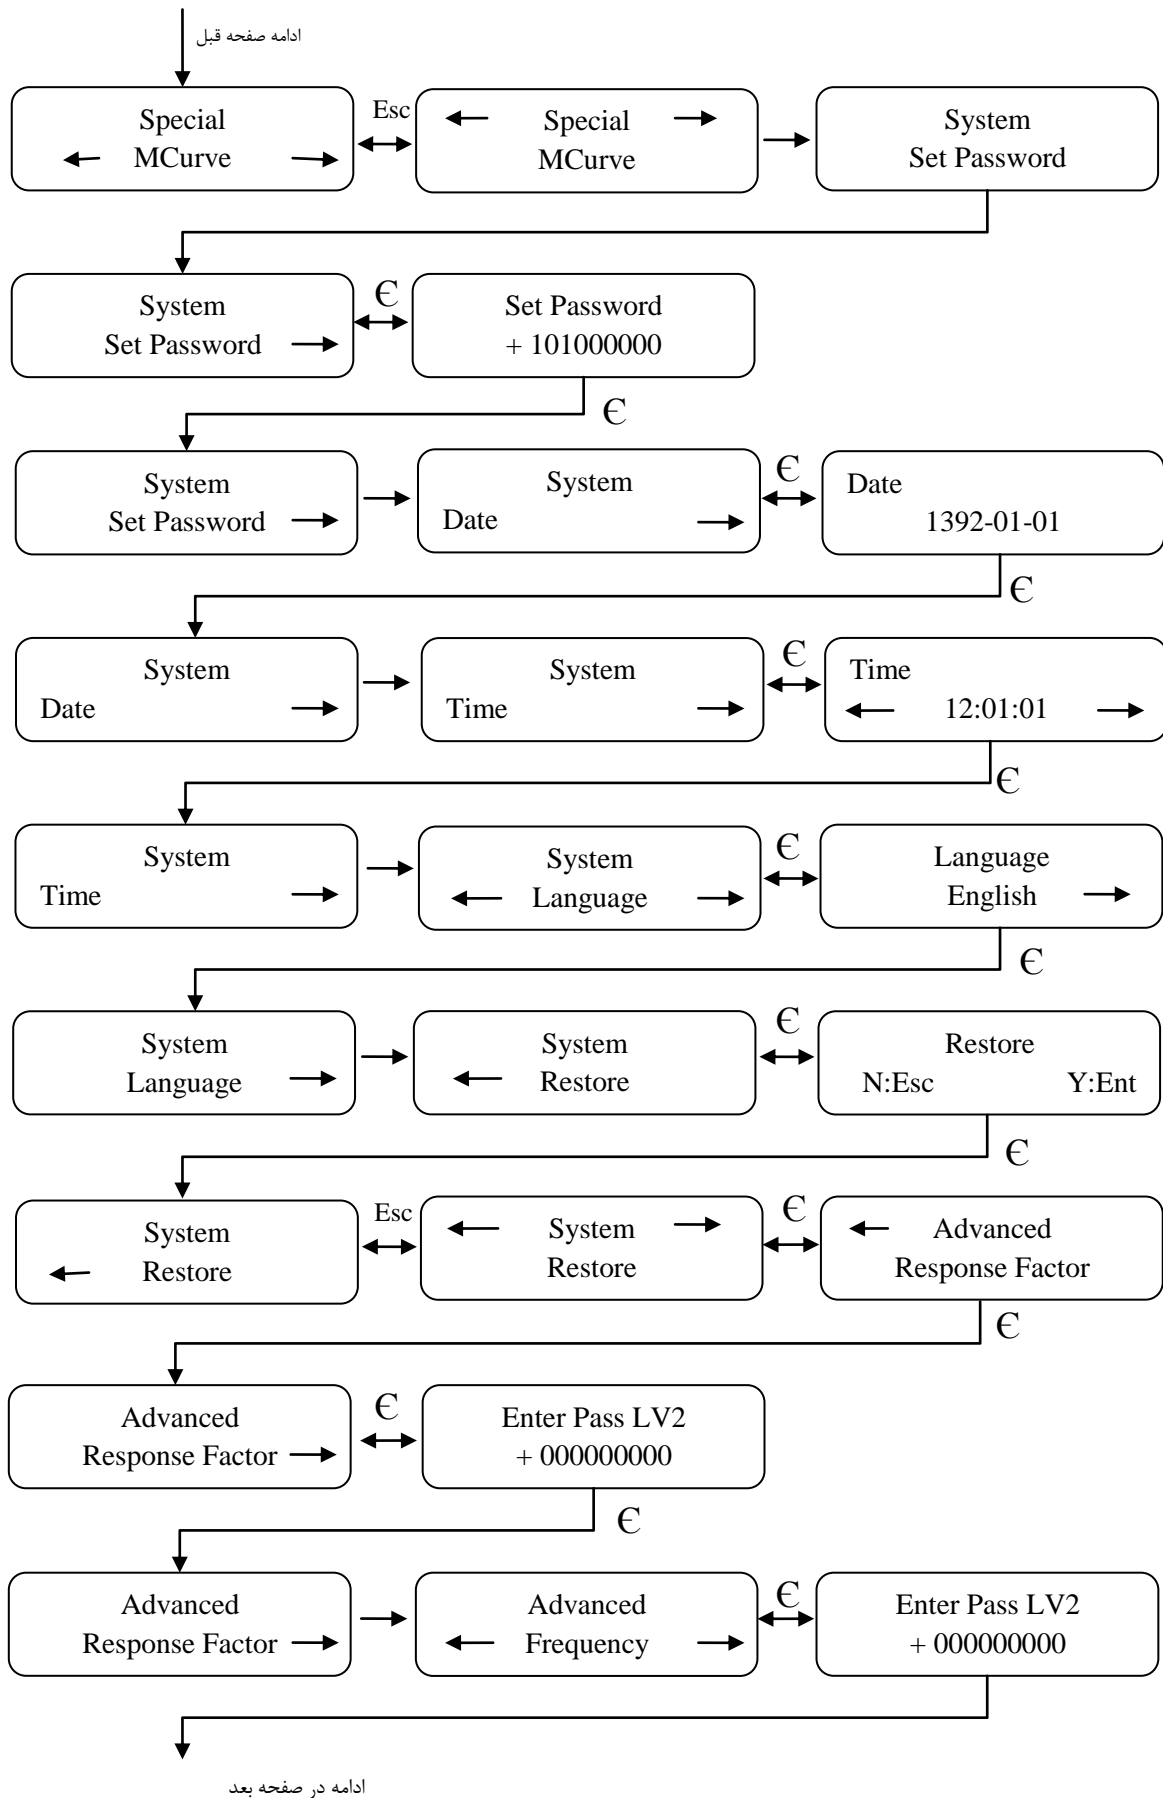 ادامه صفحه قبل
Special
MCurve
Esc
Special
MCurve
System
Set Password
System
Set Password
Є
Set Password
+ 101000000
Є
System
Set Password
System
Date
Є
Date
1392-01-01
Є
System
Date
System
Time
Є
Time
12:01:01
Є
System
Time
System
Language
Є
Language
English
Є
System
Language
System
Restore
Є
Restore
N:Esc Y:Ent
Є
System
Restore
Esc
System
Restore
Є
Advanced
Response Factor
Є
Advanced
Response Factor
Є
Enter Pass LV2
+ 000000000
Є
Advanced
Response Factor
Advanced
Frequency
Є
Enter Pass LV2
+ 000000000
ادامه در صفحه بعد